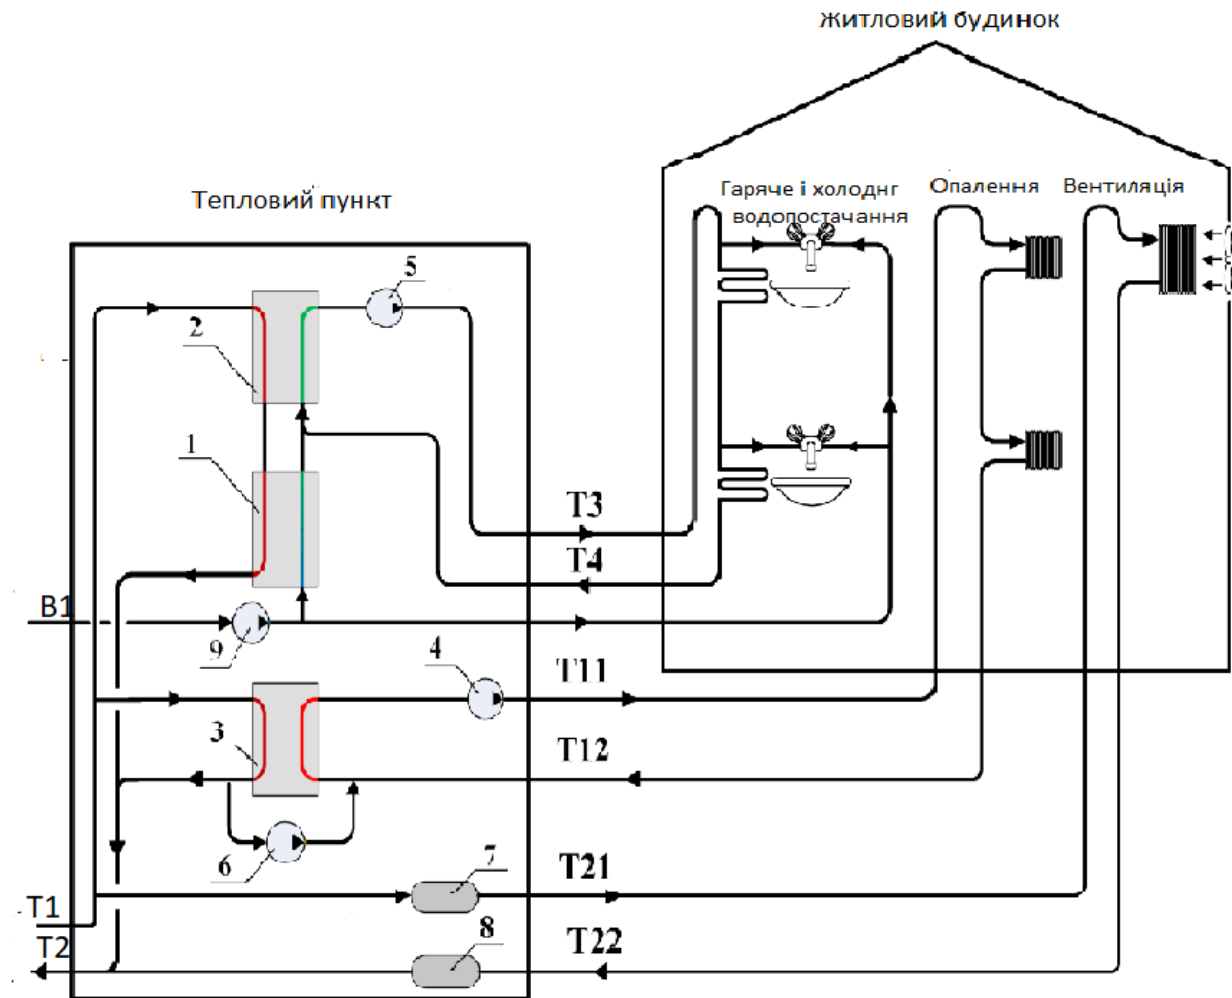 житловий будинок
Тепловий пункт
Гаряче і холоднг
водопостачання
Опалення
Вентиляція
5
2
1
T3
T4
B1
9
4
T11
3
T12
6
7
T21
T1
T2
8
T22